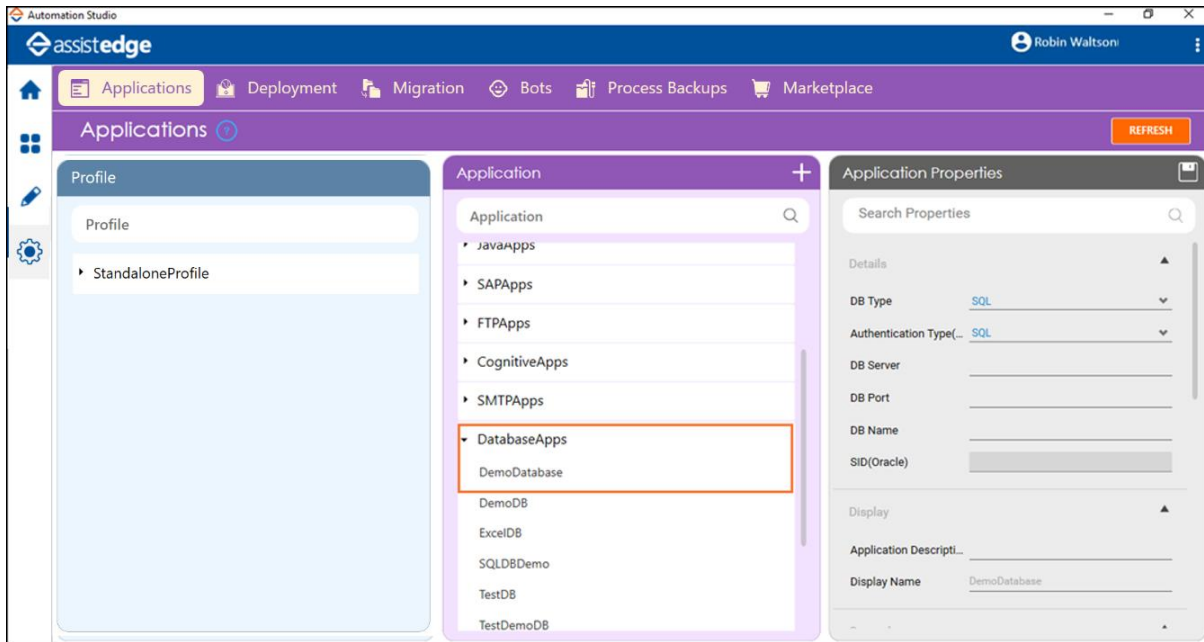 Automation Studio
assistedge
Robin Waltson
Applications Deployment Migration Bots Process Backups Marketplace
Applications ?
REFRESH
Profile
Profile
StandaloneProfile
Application
Application
JavaApps
SAPApps
FTPApps
CognitiveApps
SMTPApps
DatabaseApps
DemoDatabase
DemoDB
ExcelDB
SQLDBDemo
TestDB
TestDemoDB
Application Properties
Search Properties
Details
DB Type SQL
Authentication Type(... SQL
DB Server
DB Port
DB Name
SID(Oracle)
Display
Application Descripti...
Display Name DemoDatabase